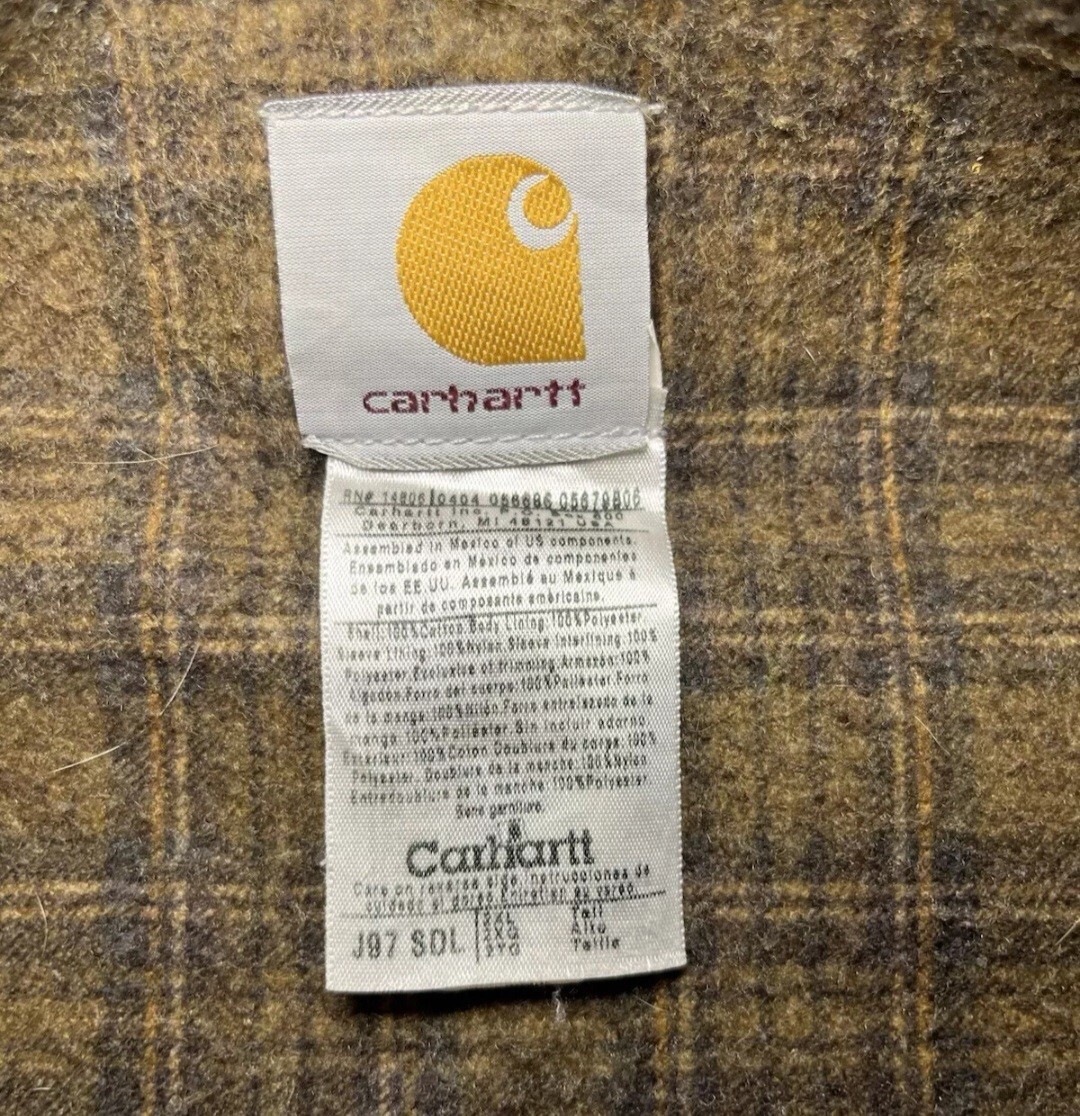 carhartt
RN# 14806 0404 056686 05670806
Carhartt Inc. P.O. Box 600
Dearborn, MI 48121 USA
Assembled in Mexico of US components.
Ensamblado en México de componentes
de los EE.UU. Assemblé au Mexique à
partir de composants américains.
Shell:100%Cotton.Body Lining:100%Polyester.
Sleeve Lining:100%Nylon.Sleeve Interlining:100%
Polyester.Exclusive of trimming.Armazón:100%
Algodón.Forro del cuerpo:100%Poliester.Forro
de la manga:100%Nilón.Forro entrelazado de la
manga:100%Poliéster.Sin incluir adorno
Extérieur:100%Coton.Doublure du corps:100%
Polyester. Doublure de la manche:100%Nylon
Entredoublure de la manche:100%Polyester
Sans garniture.
Carhartt
Care on reverse side. Instrucciones de
cuidado al dorso. Entretien au verso.
J97 SDL 2XL Tall
2XG Alto
2TG Taille